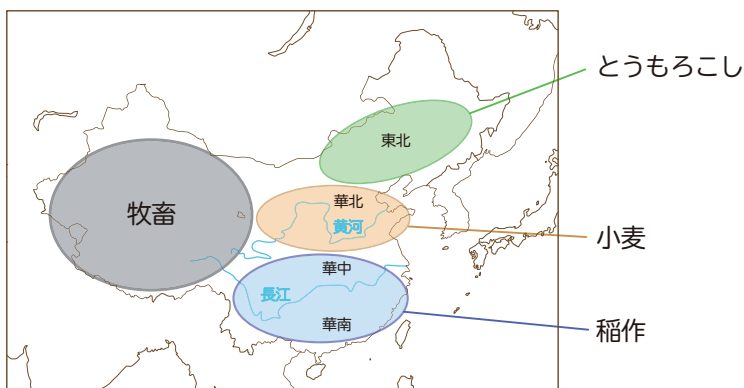 とうもろこし
東北
牧畜
華北
黄河
小麦
華中
長江
華南
稲作